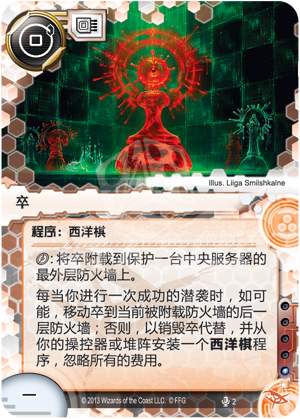 Illus. Liiga Smilshkalne
卒
程序：西洋棋
：将卒附载到保护一台中央服务器的
最外层防火墙上。
每当你进行一次成功的潜袭时，如可
能，移动卒到当前被附防火墙的后一
层防火墙；否则，以销毁卒代替，并从
你的操控器或堆阵安装一个西洋棋程
序，忽略所有的费用。
一
© 2013 Wizards of the Coast LLC. © FFG
2